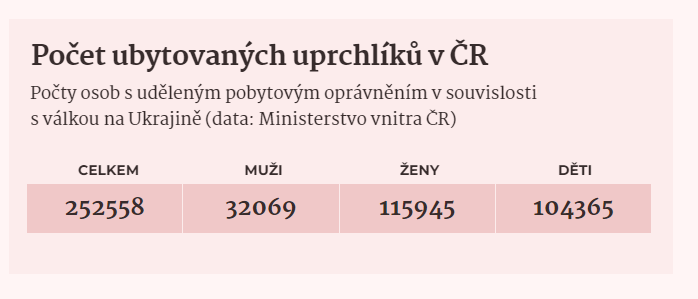 Počet ubytovaných uprchlíků v ČR
Počty osob s uděleným pobytovým oprávněním v souvislosti
s válkou na Ukrajině (data: Ministerstvo vnitra ČR)
CELKEM MUŽI ŽENY DĚTI
252558 32069 115945 104365